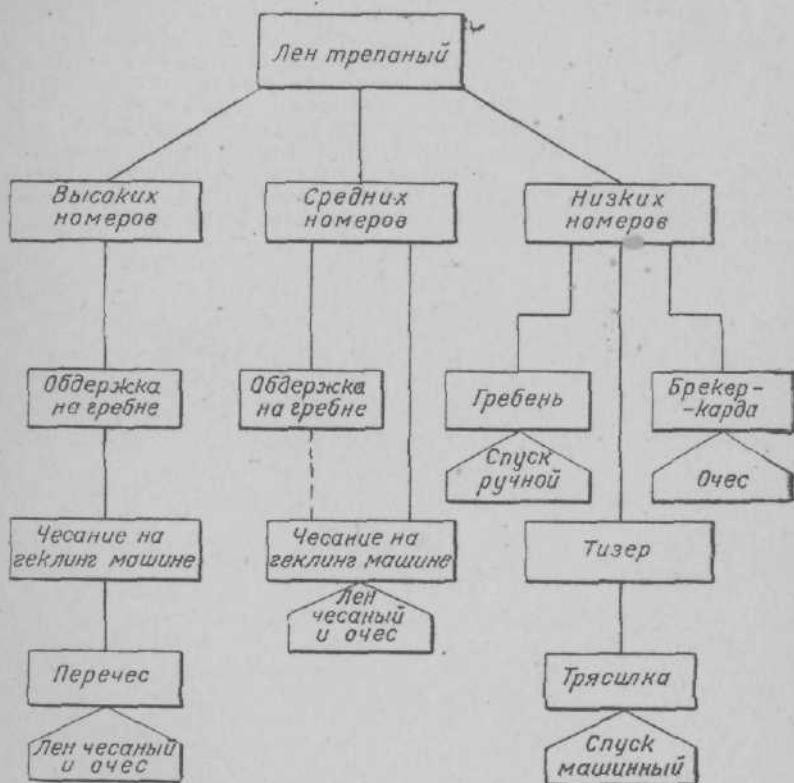 Лен трепаный
Высоких
номеров
Средних
номеров
Низких
номеров
Обдержка
на гребне
Обдержка
на гребне
Гребень
Спуск
ручной
Брекер-
-карда
Очес
Чесание на
геклинг машине
Чесание на
геклинг машине
Лен
чесаный
и очес
Тизер
Перечес
Лен чесаный
и очес
Трясилка
Спуск
машинный